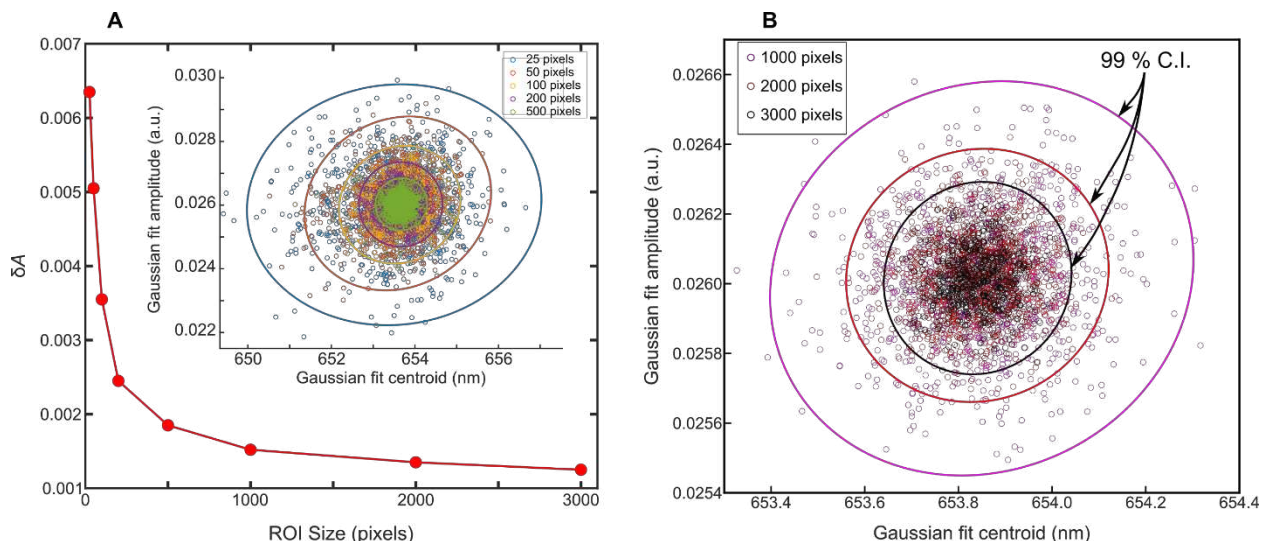 A
0.007
0.006
0.005
0.004
0.003
0.002
0.001
δA
0
1000
2000
3000
ROI Size (pixels)
0.030
0.028
0.026
0.024
0.022
Gaussian fit amplitude (a.u.)
650
652
654
656
Gaussian fit centroid (nm)
25 pixels
50 pixels
100 pixels
200 pixels
500 pixels
B
1000 pixels
2000 pixels
3000 pixels
99 % C.I.
0.0266
0.0264
0.0262
0.0260
0.0258
0.0256
0.0254
Gaussian fit amplitude (a.u.)
653.4
653.6
653.8
654.0
654.2
654.4
Gaussian fit centroid (nm)